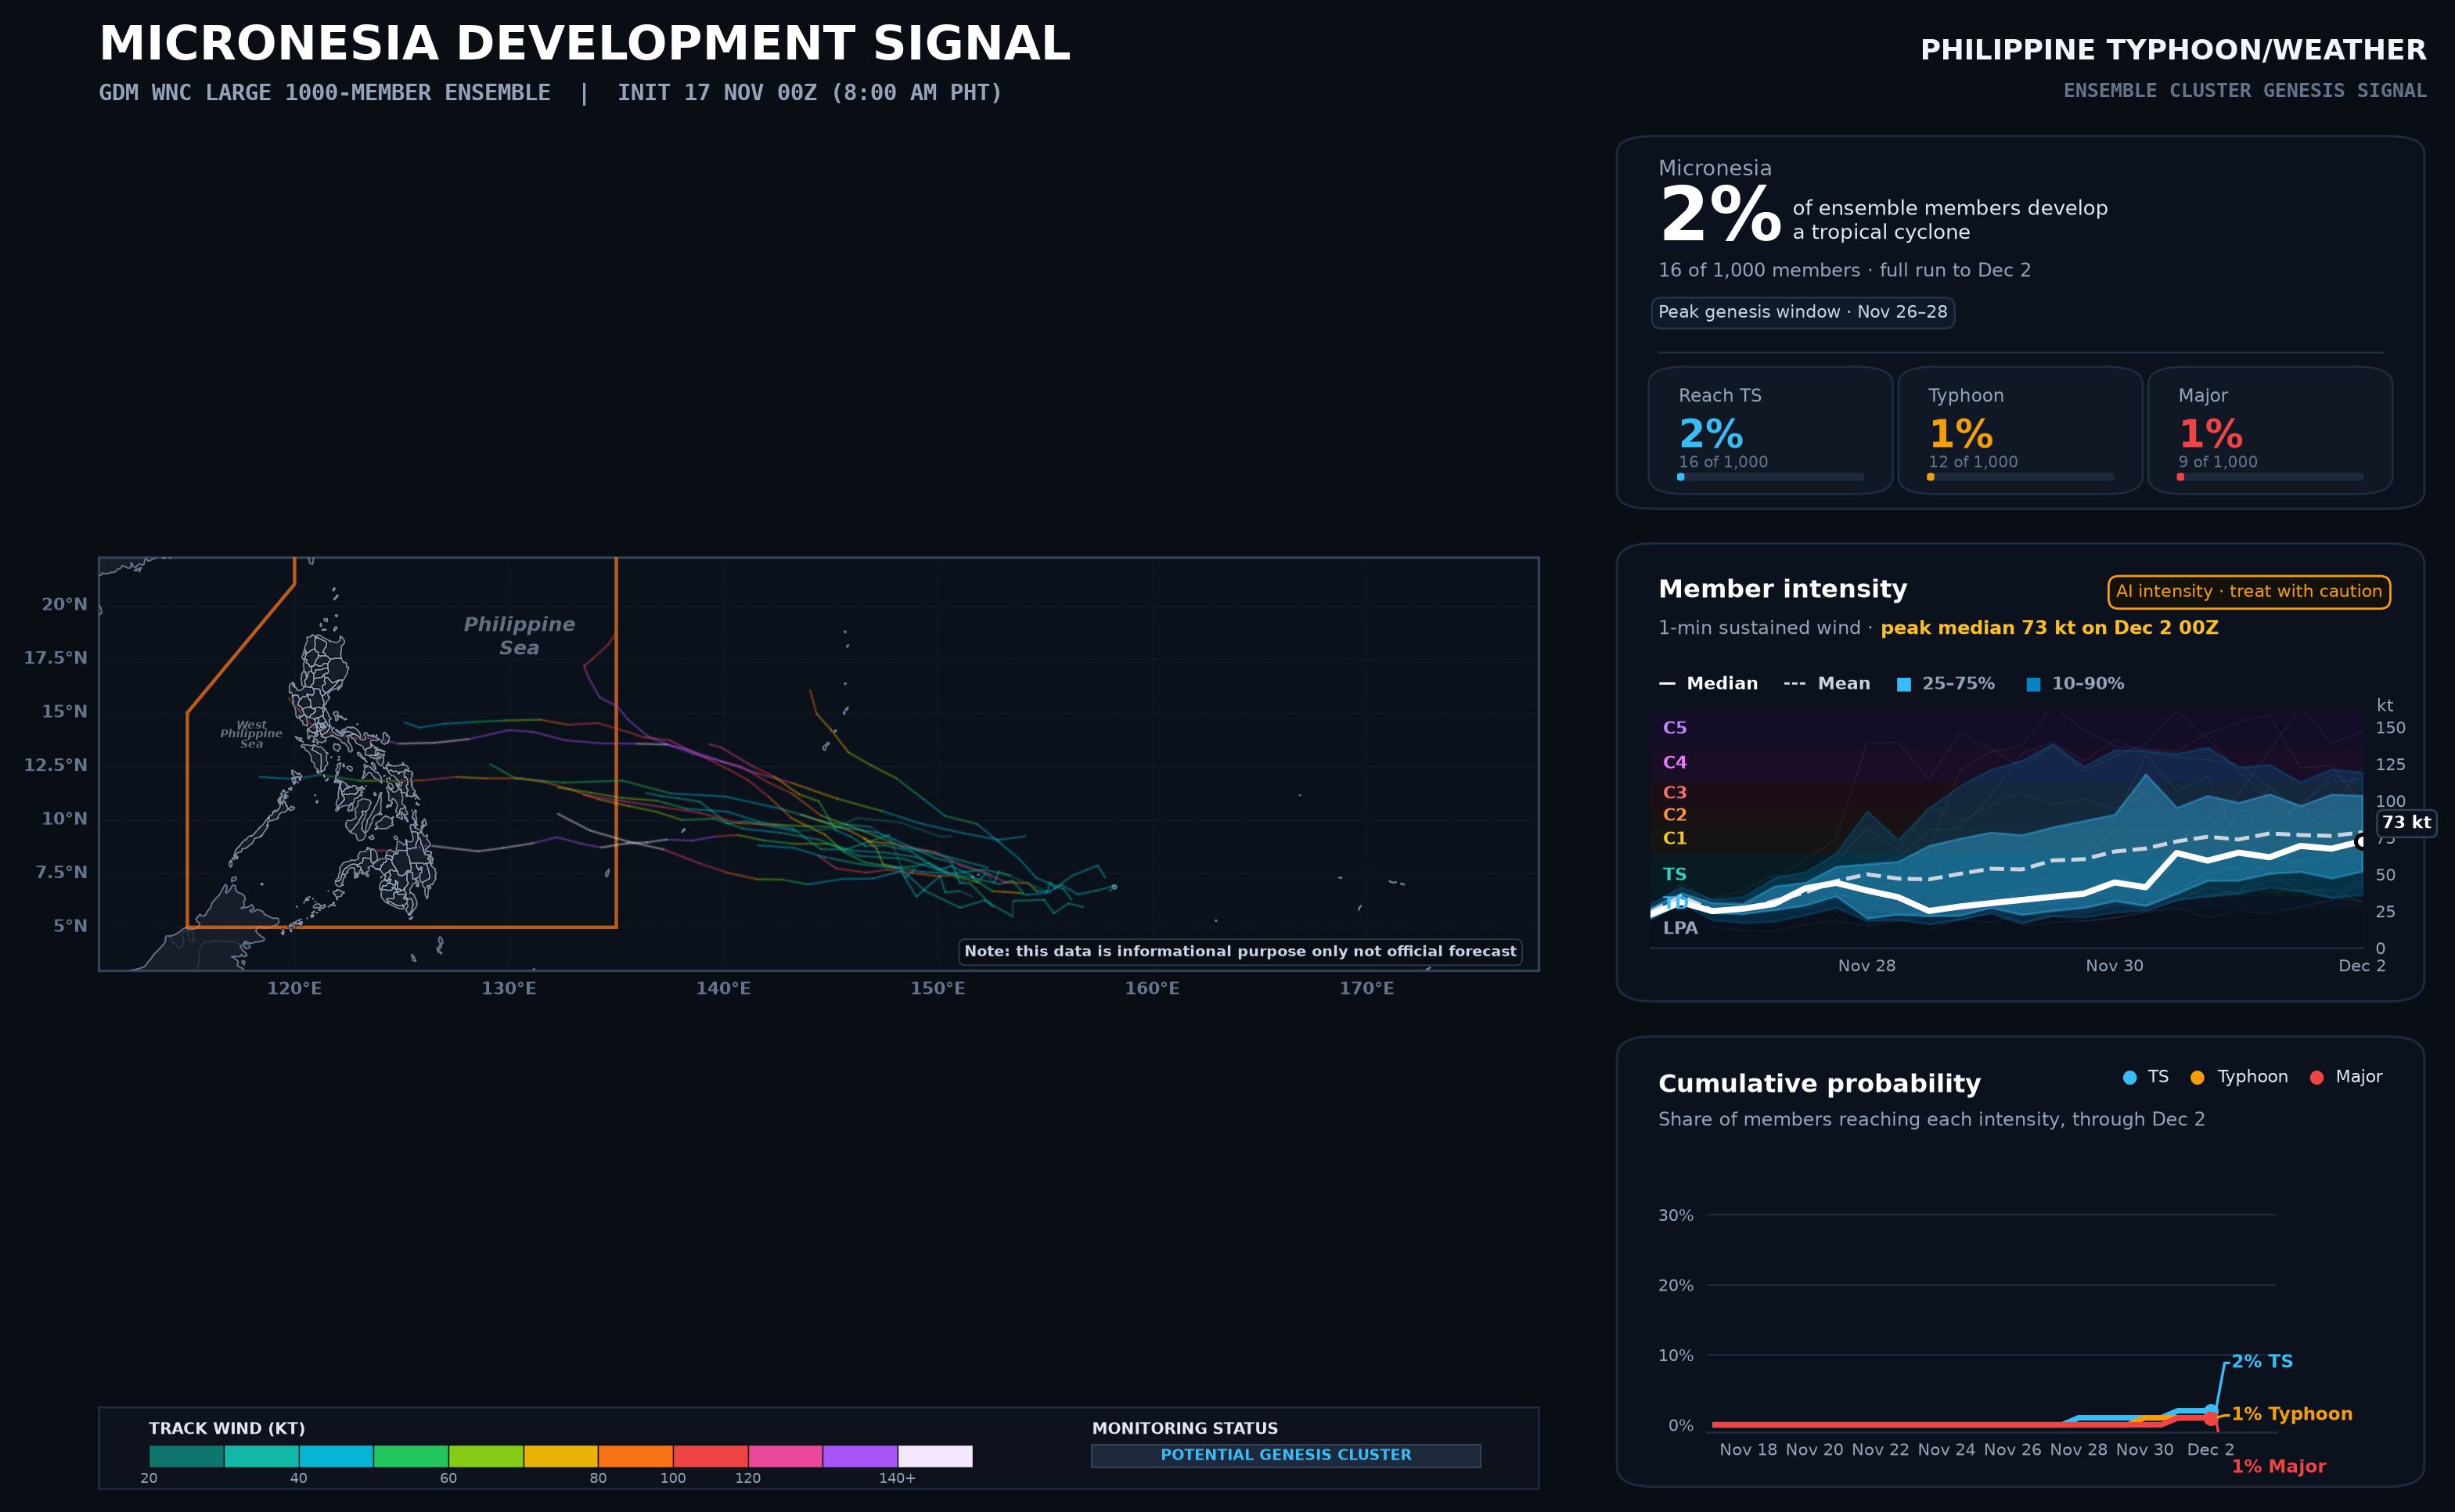 MICRONESIA DEVELOPMENT SIGNAL
GDM WNC LARGE 1000-MEMBER ENSEMBLE | INIT 17 NOV 00Z (8:00 AM PHT)
PHILIPPINE TYPHOON/WEATHER
ENSEMBLE CLUSTER GENESIS SIGNAL
Micronesia
2% of ensemble members develop
a tropical cyclone
16 of 1,000 members · full run to Dec 2
Peak genesis window · Nov 26–28
Reach TS
2%
16 of 1,000
Typhoon
1%
12 of 1,000
Major
1%
9 of 1,000
20°N
17.5°N
15°N
12.5°N
10°N
7.5°N
5°N
Philippine
Sea
West
Philippine
Sea
Note: this data is informational purpose only not official forecast
120°E 130°E 140°E 150°E 160°E 170°E
Member intensity
AI intensity · treat with caution
1-min sustained wind · peak median 73 kt on Dec 2 00Z
Median Mean 25–75% 10–90%
kt
C5
C4
C3
C2
C1
TS
TD
LPA
150
125
100
73 kt
75
50
25
0
Nov 28 Nov 30 Dec 2
Cumulative probability
TS Typhoon Major
Share of members reaching each intensity, through Dec 2
30%
20%
10%
0%
2% TS
1% Typhoon
1% Major
Nov 18 Nov 20 Nov 22 Nov 24 Nov 26 Nov 28 Nov 30 Dec 2
TRACK WIND (KT)
20 40 60 80 100 120 140+
MONITORING STATUS
POTENTIAL GENESIS CLUSTER